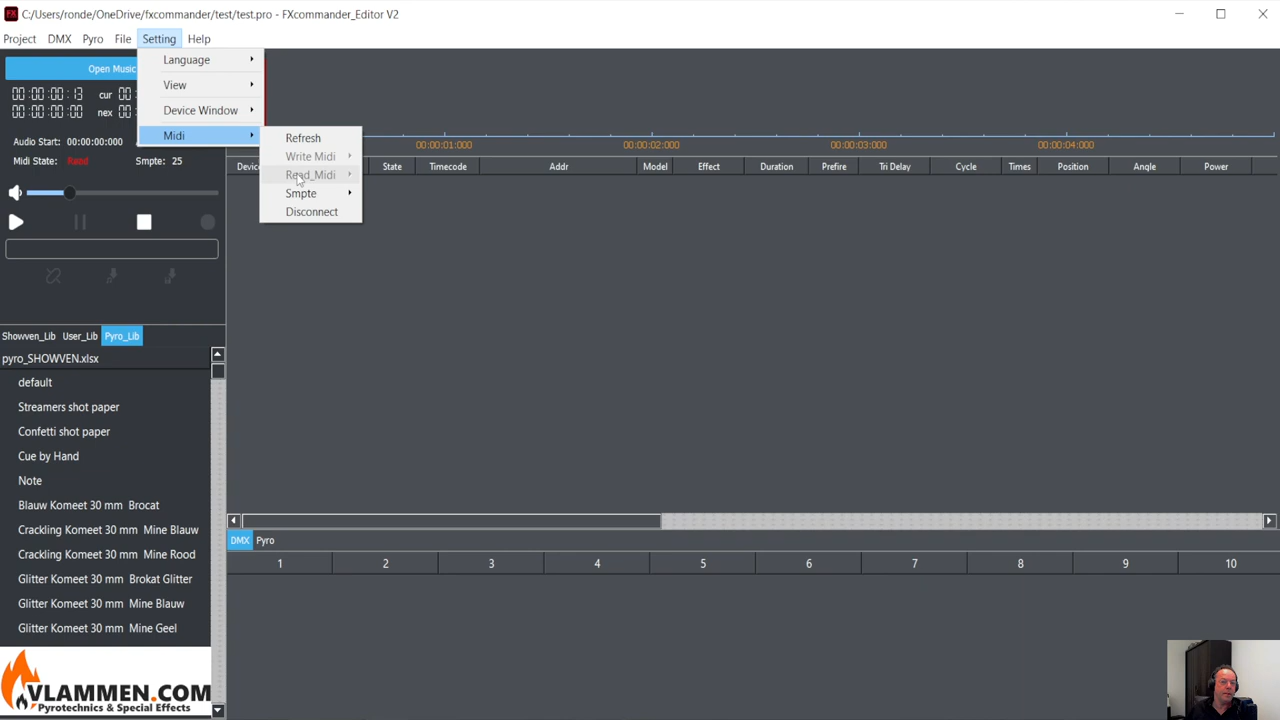 C:/Users/ronde/OneDrive/fxcommander/test/test.pro - FXcommander_Editor V2
Project DMX Pyro File Setting Help
Open Music
Language
View
Device Window
Midi
Refresh
Write Midi
Read_Midi
Smpte
Disconnect
00:00:00:13 cur 00:
00:00:00:00 nex 00:
Audio Start: 00:00:00:000
Midi State: Read Smpte: 25
00:00:01:000 00:00:02:000 00:00:03:000 00:00:04:000
State Timecode Addr Model Effect Duration Prefire Tri Delay Cycle Times Position Angle Power
Showven_Lib User_Lib Pyro_Lib
pyro_SHOWVEN.xlsx
default
Streamers shot paper
Confetti shot paper
Cue by Hand
Note
Blauw Komeet 30 mm Brocat
Crackling Komeet 30 mm Mine Blauw
Crackling Komeet 30 mm Mine Rood
Glitter Komeet 30 mm Brokat Glitter
Glitter Komeet 30 mm Mine Blauw
Glitter Komeet 30 mm Mine Geel
DMX Pyro
1 2 3 4 5 6 7 8 9 10
VLAMMEN.COM
Pyrotechnics & Special Effects